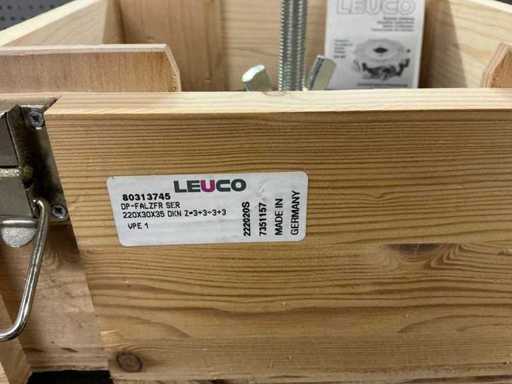 LEUCO
LEUCO
80313745
DP-FALZFR SER
220X30X35 DKN Z=3+3+3+3
VPE 1
222020S
7351157
MADE IN
GERMANY